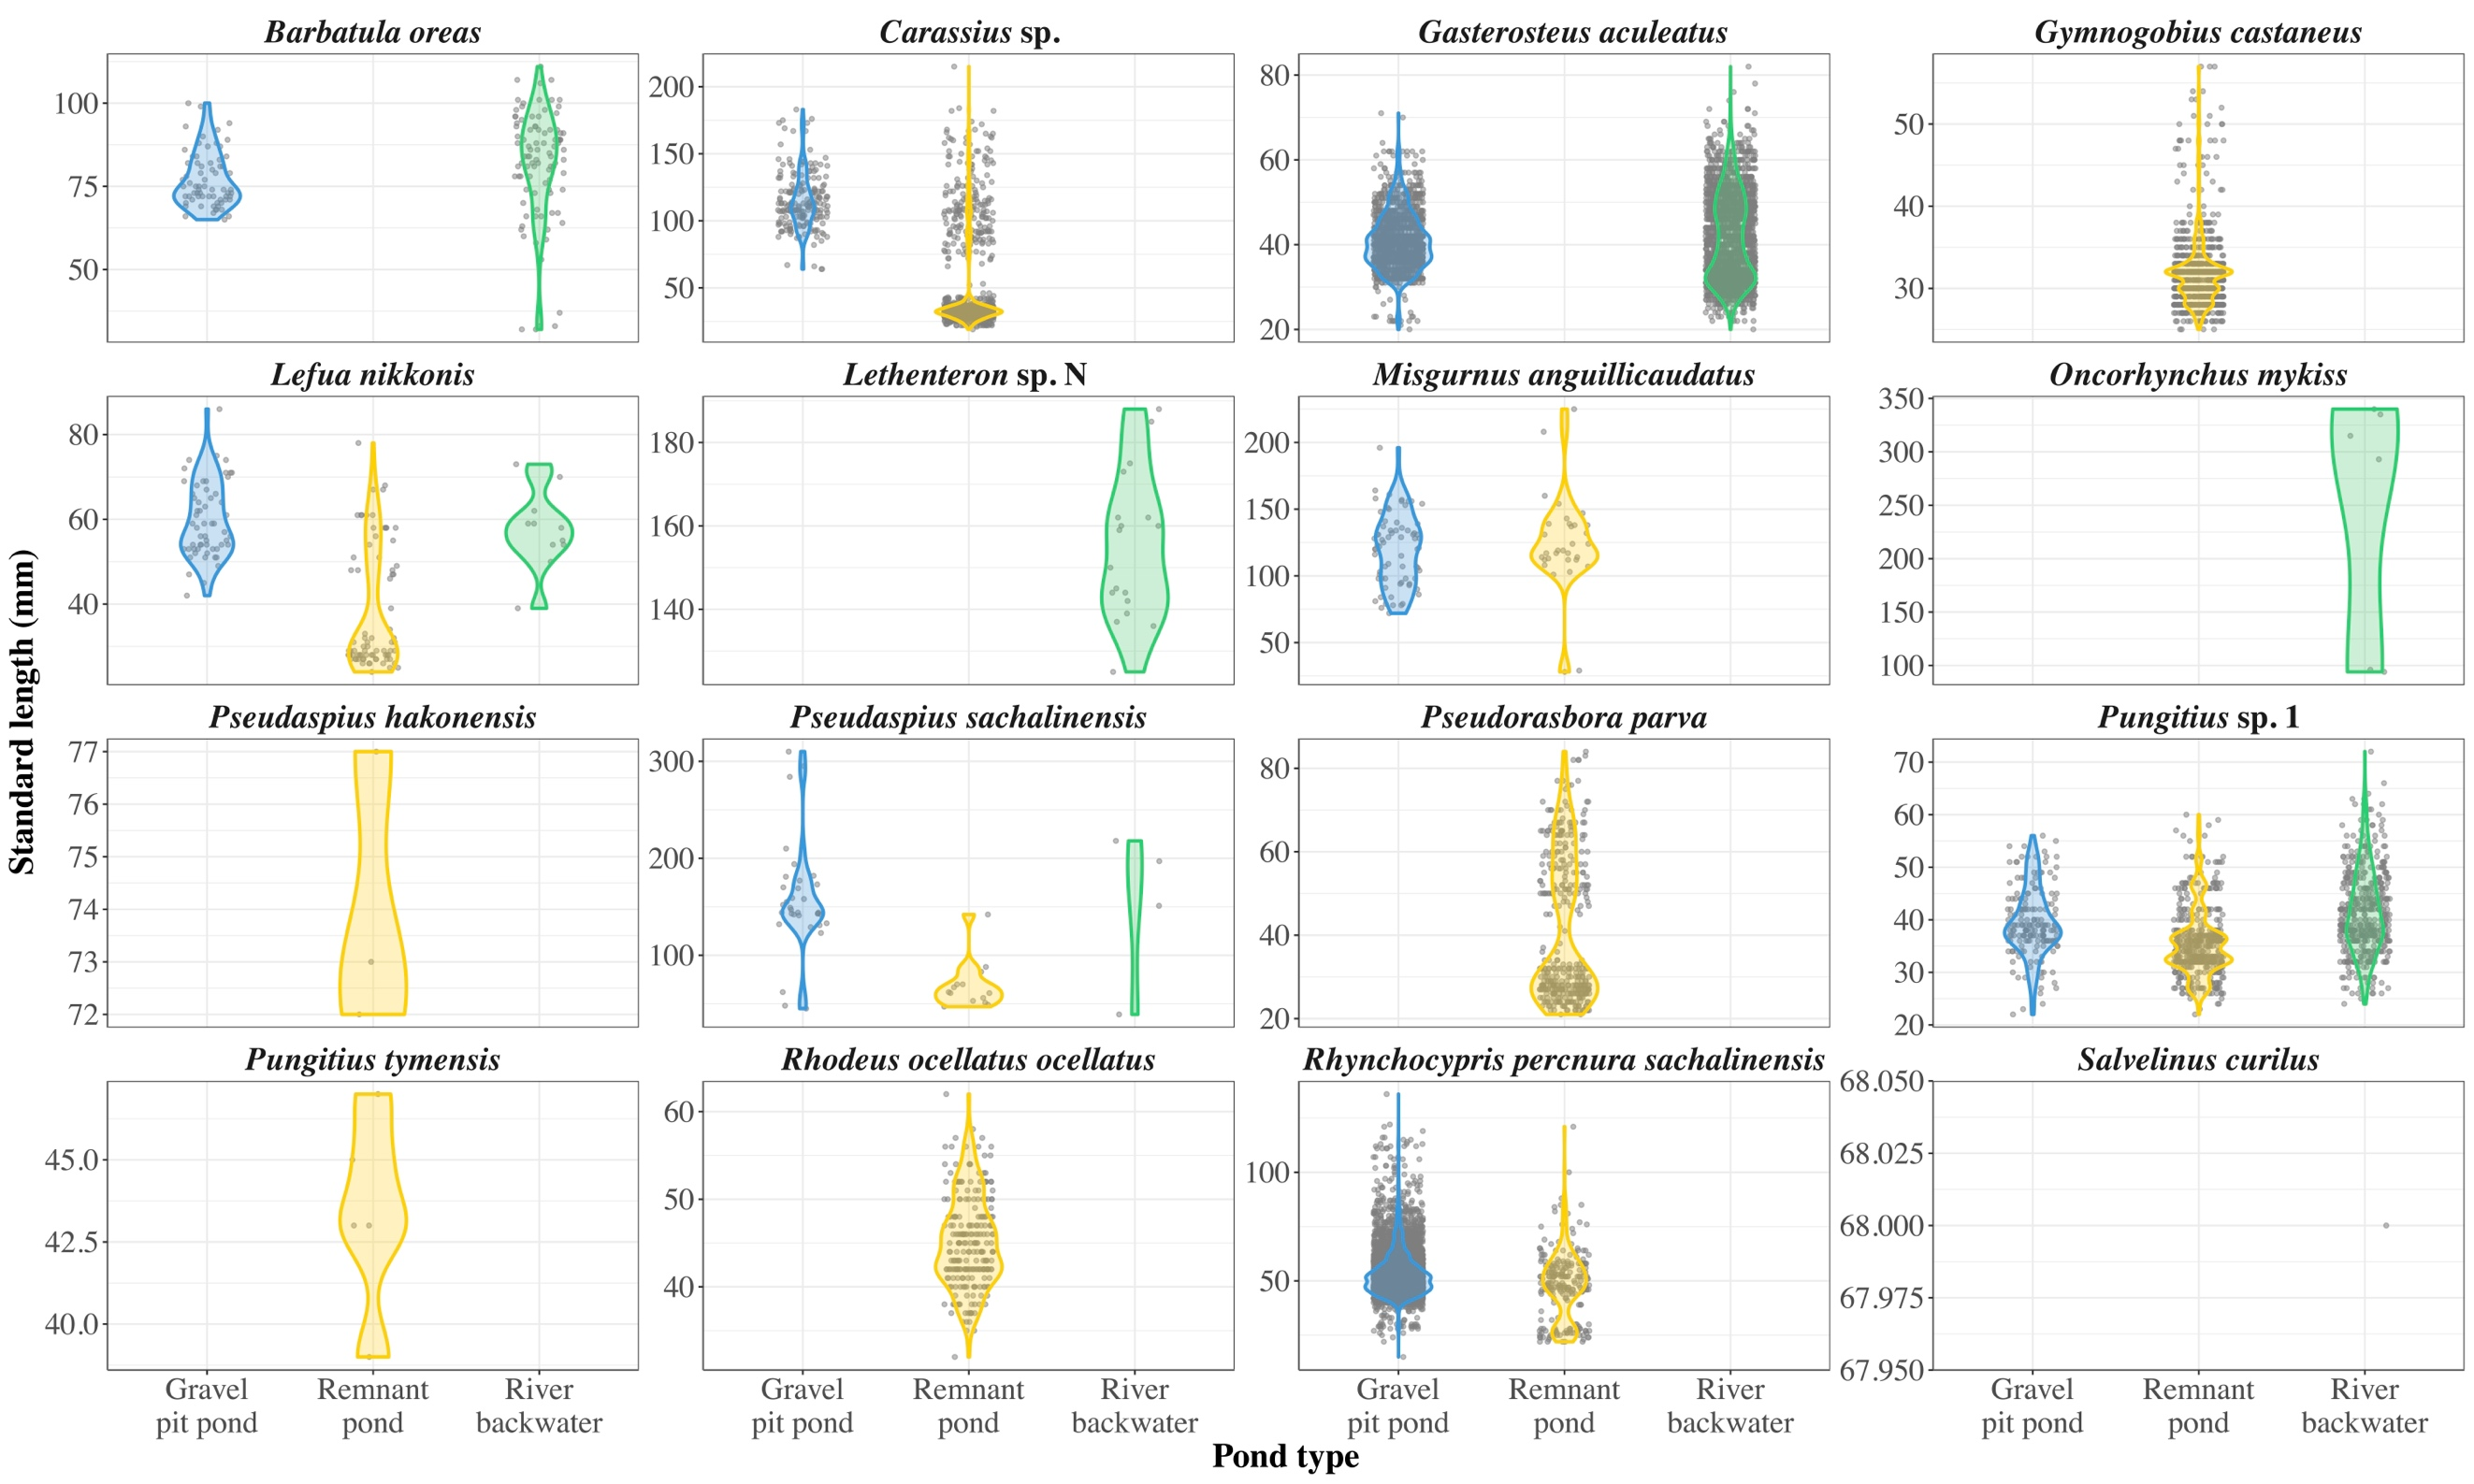 Barbatula oreas
Carassius sp.
Gasterosteus aculeatus
Gymnogobius castaneus
100
75
50
200
150
100
50
80
60
40
20
50
40
30
Lefua nikkonis
Lethenteron sp. N
Misgurnus anguillicaudatus
Oncorhynchus mykiss
80
60
40
180
160
140
200
150
100
50
350
300
250
200
150
100
Standard length (mm)
Pseudaspius hakonensis
Pseudaspius sachalinensis
Pseudorasbora parva
Pungitius sp. 1
77
76
75
74
73
72
300
200
100
80
60
40
20
70
60
50
40
30
20
Pungitius tymensis
Rhodeus ocellatus ocellatus
Rhynchocypris percnura sachalinensis
Salvelinus curilus
45.0
42.5
40.0
60
50
40
100
50
68.050
68.025
68.000
67.975
67.950
Gravel
pit pond
Remnant
pond
River
backwater
Gravel
pit pond
Remnant
pond
River
backwater
Gravel
pit pond
Remnant
pond
River
backwater
Gravel
pit pond
Remnant
pond
River
backwater
Pond type